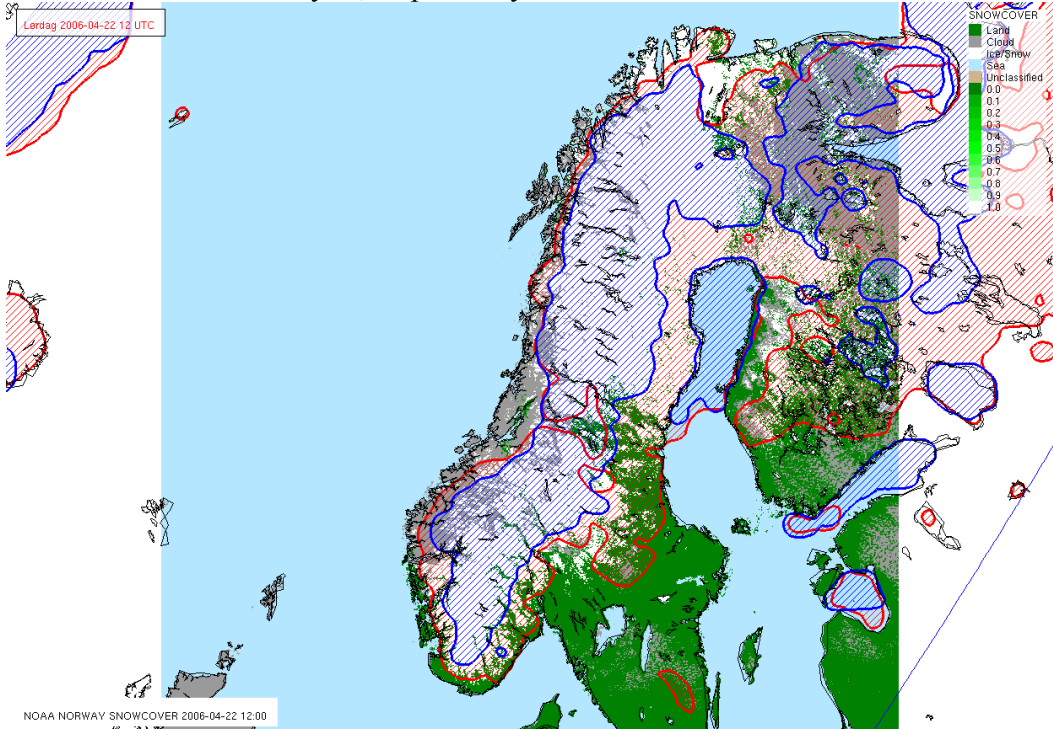 Lørdag 2006-04-22 12 UTC
SNOWCOVER
Land
Cloud
Ice/Snow
Sea
Unclassified
0.0
0.1
0.2
0.3
0.4
0.5
0.6
0.7
0.8
0.9
1.0
NOAA NORWAY SNOWCOVER 2006-04-22 12:00